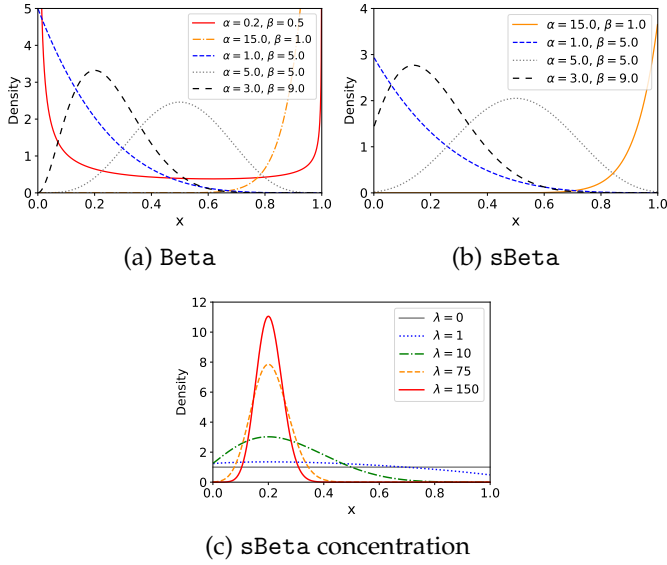 5
4
3
2
1
0
Density
α = 0.2, β = 0.5
α = 15.0, β = 1.0
α = 1.0, β = 5.0
α = 5.0, β = 5.0
α = 3.0, β = 9.0
0.0 0.2 0.4 0.6 0.8 1.0
x
(a) Beta
4
3
2
1
0
Density
α = 15.0, β = 1.0
α = 1.0, β = 5.0
α = 5.0, β = 5.0
α = 3.0, β = 9.0
0.0 0.2 0.4 0.6 0.8 1.0
x
(b) sBeta
12
10
8
6
4
2
0
Density
λ = 0
λ = 1
λ = 10
λ = 75
λ = 150
0.0 0.2 0.4 0.6 0.8 1.0
x
(c) sBeta concentration